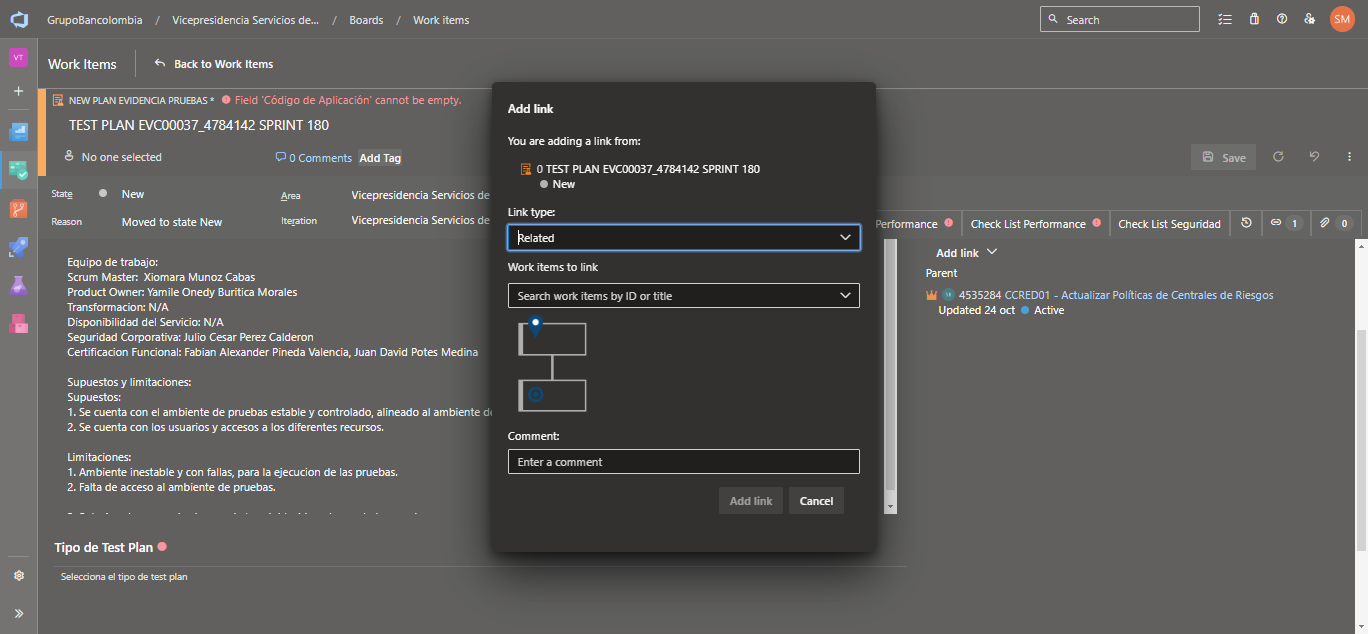 GrupoBancolombia / Vicepresidencia Servicios de... / Boards / Work items
Search
SM
VT
Work Items
Back to Work Items
NEW PLAN EVIDENCIA PRUEBAS * Field 'Código de Aplicación' cannot be empty.
TEST PLAN EVC00037_4784142 SPRINT 180
No one selected
0 Comments
Add Tag
Save
State
New
Area
Vicepresidencia Servicios de
Reason
Moved to state New
Iteration
Vicepresidencia Servicios de
Performance
Check List Performance
Check List Seguridad
1
0
Equipo de trabajo:
Scrum Master: Xiomara Munoz Cabas
Product Owner: Yamile Onedy Buritica Morales
Transformacion: N/A
Disponibilidad del Servicio: N/A
Seguridad Corporativa: Julio Cesar Perez Calderon
Certificacion Funcional: Fabian Alexander Pineda Valencia, Juan David Potes Medina
Supuestos y limitaciones:
Supuestos:
1. Se cuenta con el ambiente de pruebas estable y controlado, alineado al ambiente de
2. Se cuenta con los usuarios y accesos a los diferentes recursos.
Limitaciones:
1. Ambiente inestable y con fallas, para la ejecucion de las pruebas.
2. Falta de acceso al ambiente de pruebas.
Tipo de Test Plan
Selecciona el tipo de test plan
Add link
You are adding a link from:
0 TEST PLAN EVC00037_4784142 SPRINT 180
New
Link type:
Related
Work items to link
Search work items by ID or title
Comment:
Enter a comment
Add link
Cancel
Add link
Parent
4535284 CCRED01 - Actualizar Políticas de Centrales de Riesgos
Updated 24 oct Active